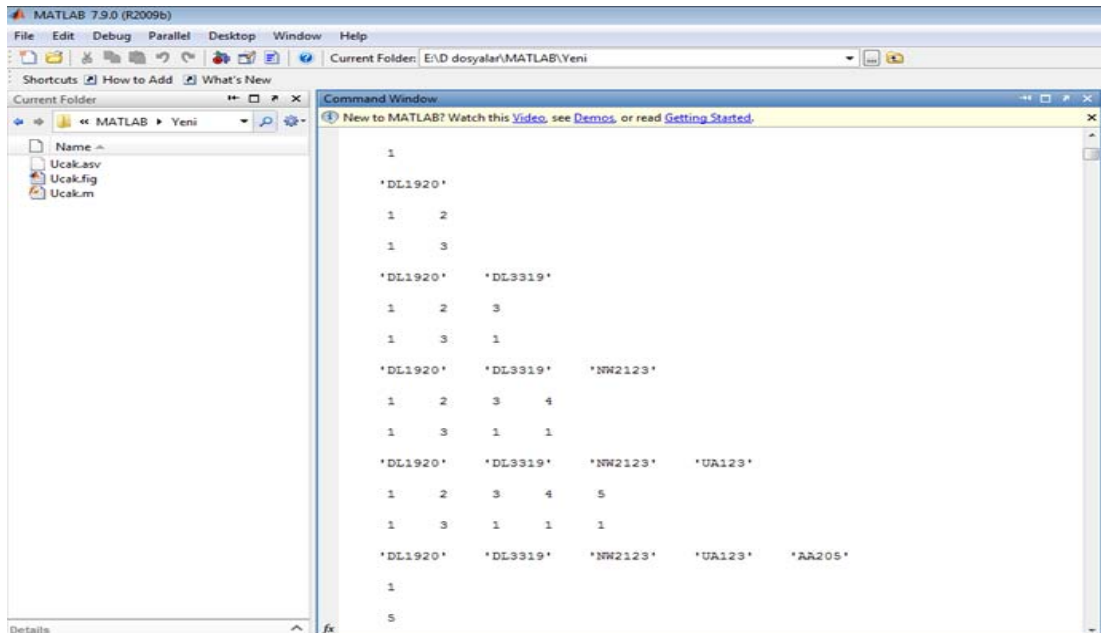 MATLAB 7.9.0 (R2009b)
File Edit Debug Parallel Desktop Window Help
Current Folder: E:\D dosyalar\MATLAB\Yeni
Shortcuts How to Add What's New
Current Folder
« MATLAB Yeni
Name
Ucak.asv
Ucak.fig
Ucak.m
Details
Command Window
New to MATLAB? Watch this Video, see Demos, or read Getting Started.
1
'DL1920'
1 2
1 3
'DL1920' 'DL3319'
1 2 3
1 3 1
'DL1920' 'DL3319' 'NW2123'
1 2 3 4
1 3 1 1
'DL1920' 'DL3319' 'NW2123' 'UA123'
1 2 3 4 5
1 3 1 1 1
'DL1920' 'DL3319' 'NW2123' 'UA123' 'AA205'
1
5
fx